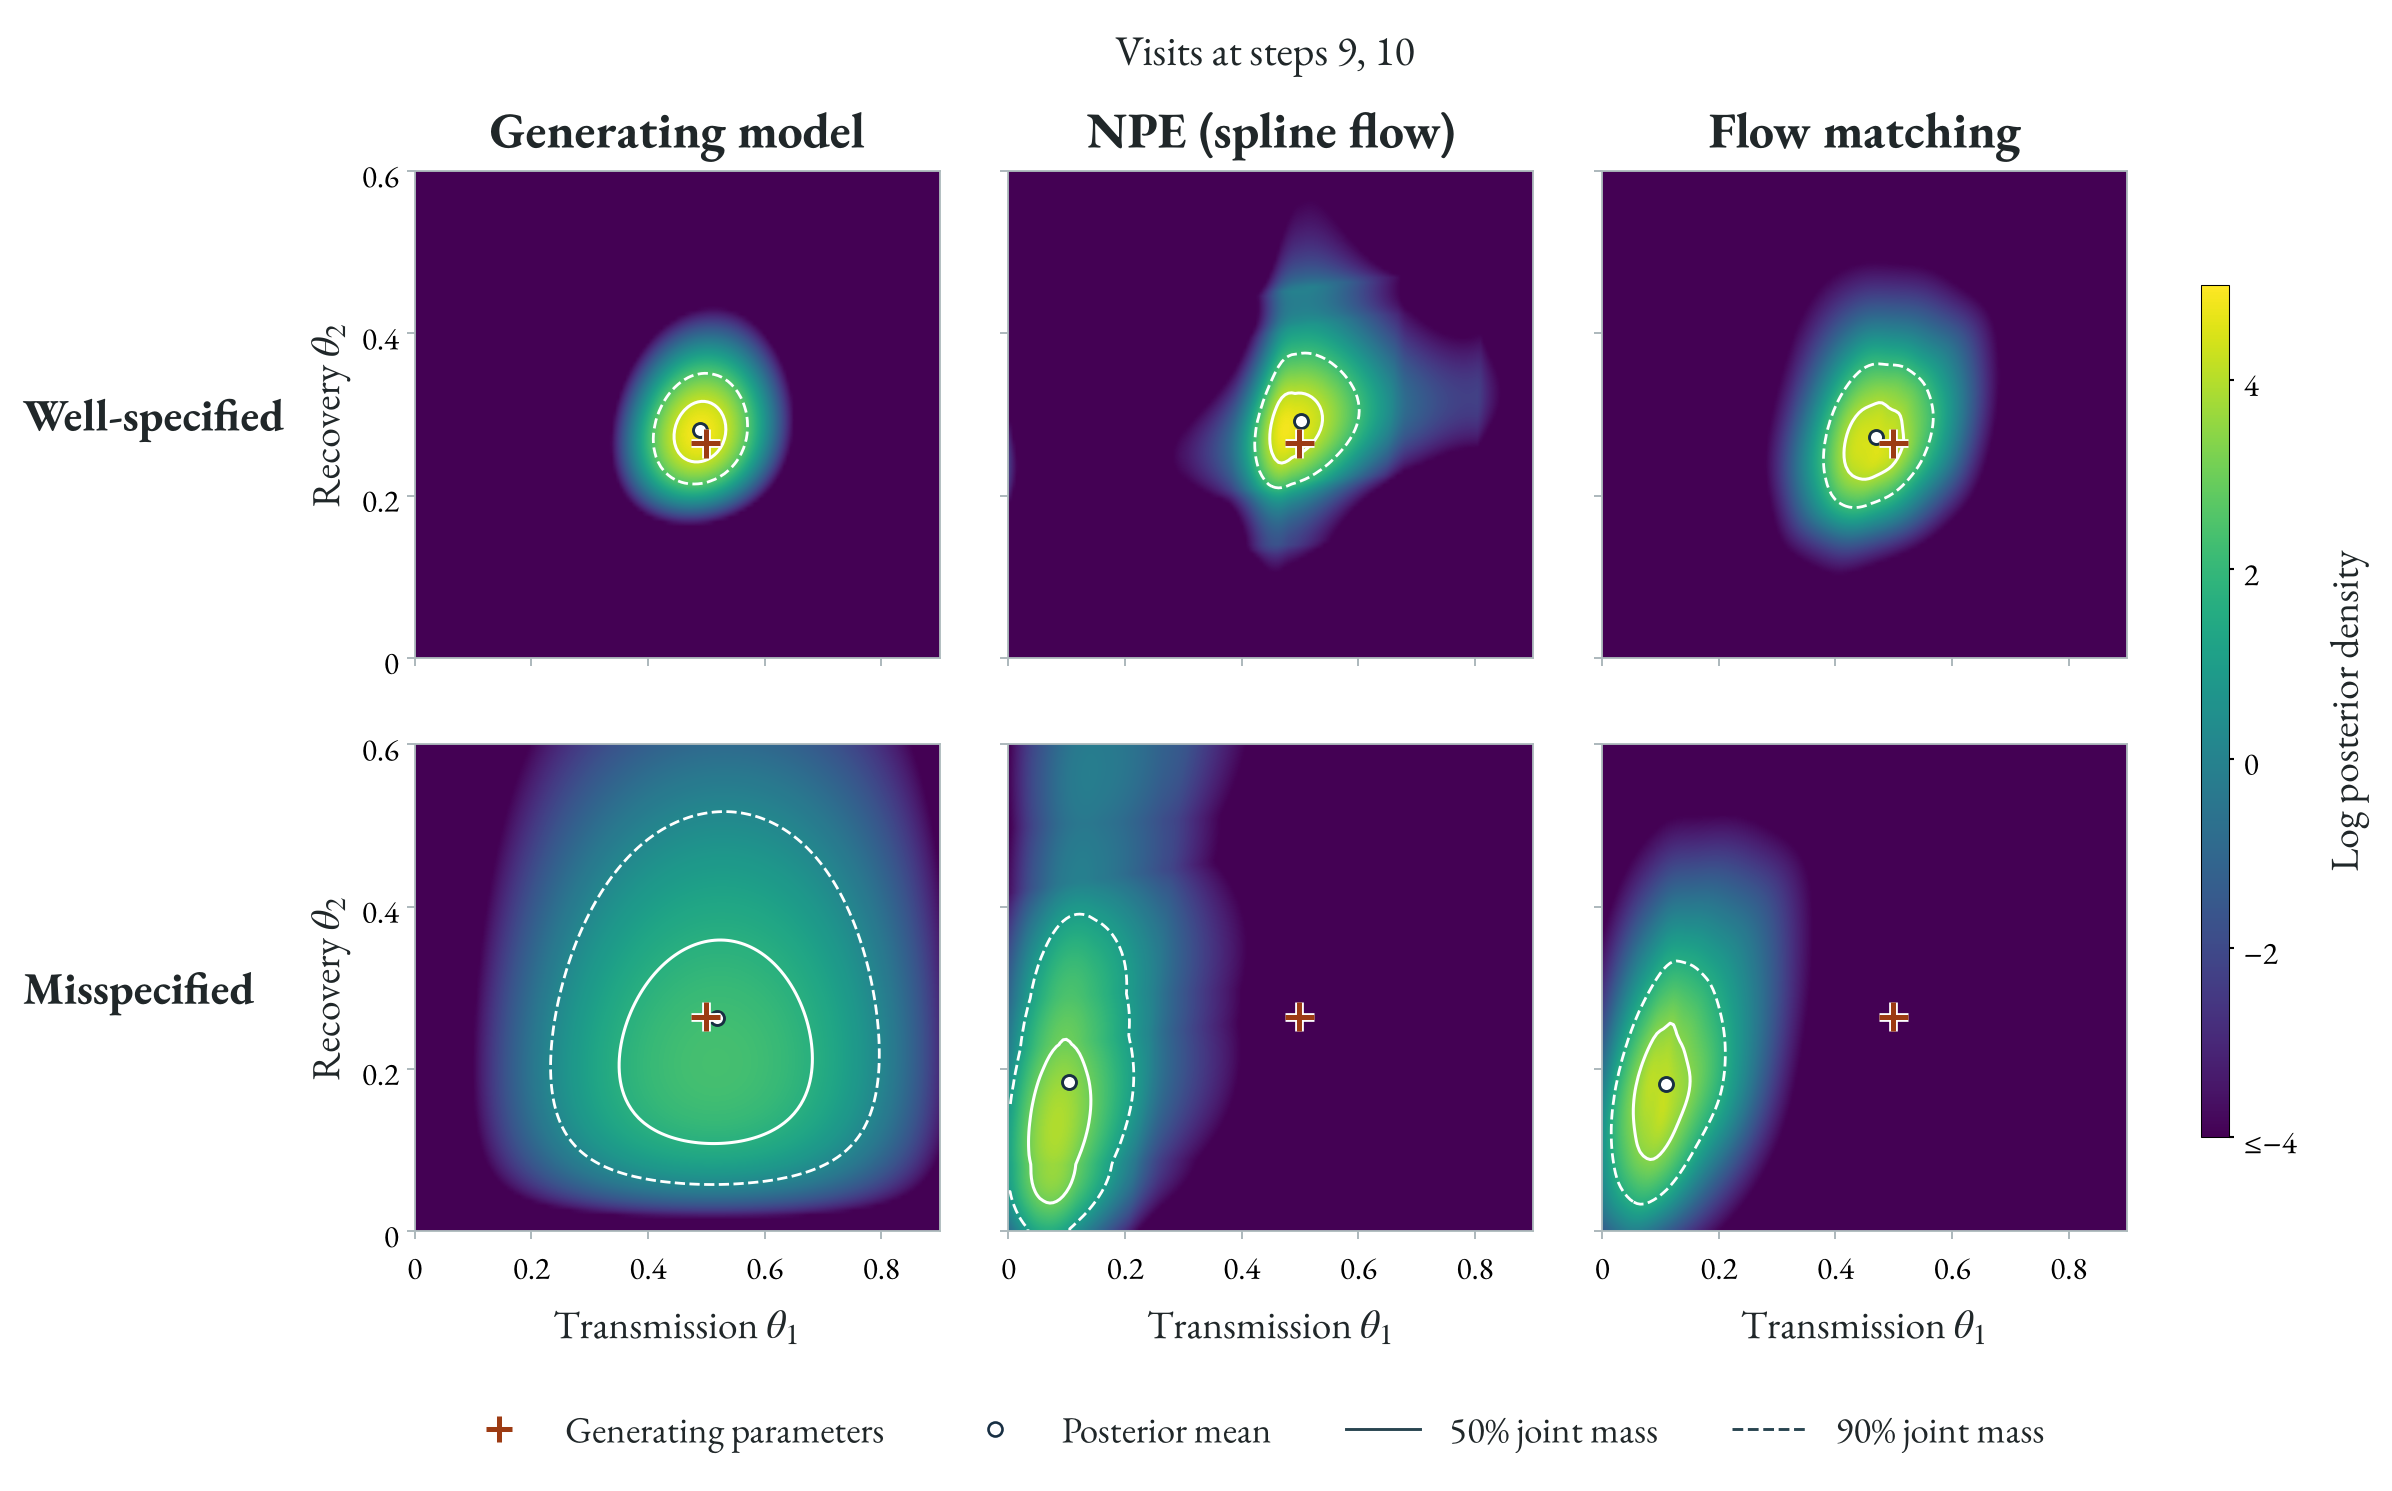 Visits at steps 9, 10
Generating model
NPE (spline flow)
Flow matching
Well-specified
Recovery θ2
0.6
0.4
0.2
0
Misspecified
Recovery θ2
0.6
0.4
0.2
0
0 0.2 0.4 0.6 0.8
0 0.2 0.4 0.6 0.8
0 0.2 0.4 0.6 0.8
Transmission θ1
Transmission θ1
Transmission θ1
4
2
0
−2
≤−4
Log posterior density
Generating parameters
Posterior mean
50% joint mass
90% joint mass